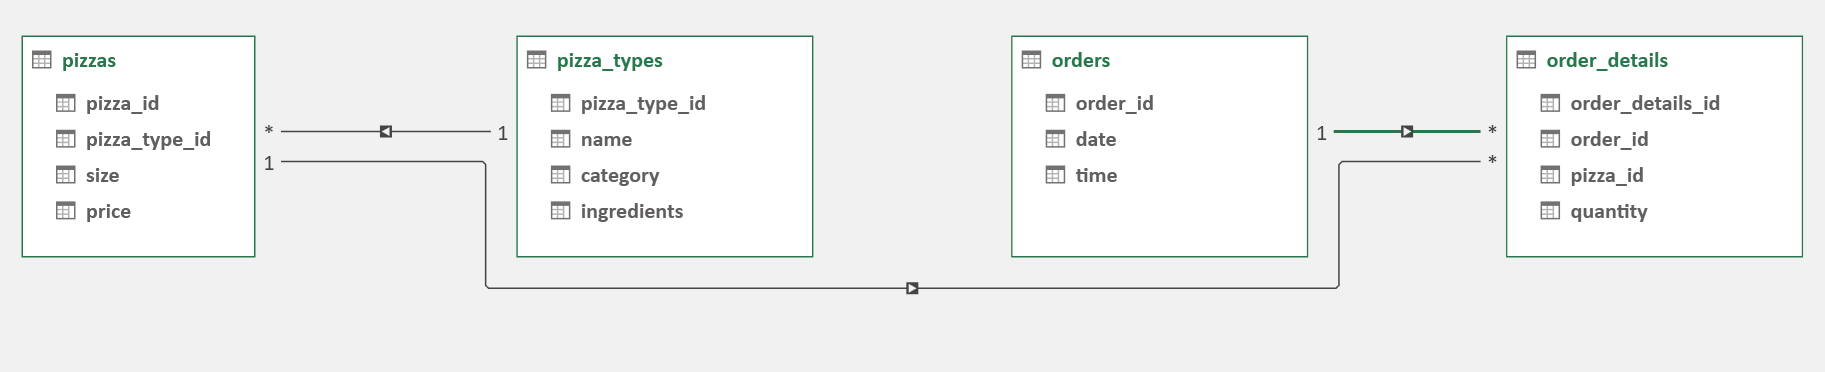 pizzas
pizza_id
pizza_type_id
size
price
*
1
pizza_types
pizza_type_id
name
category
ingredients
1
orders
order_id
date
time
1
*
*
order_details
order_details_id
order_id
pizza_id
quantity